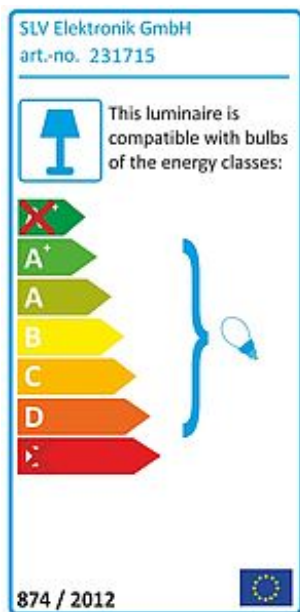 SLV Elektronik GmbH
art.-no. 231715
This luminaire is
compatible with bulbs
of the energy classes:
A+
A
B
C
D
874 / 2012